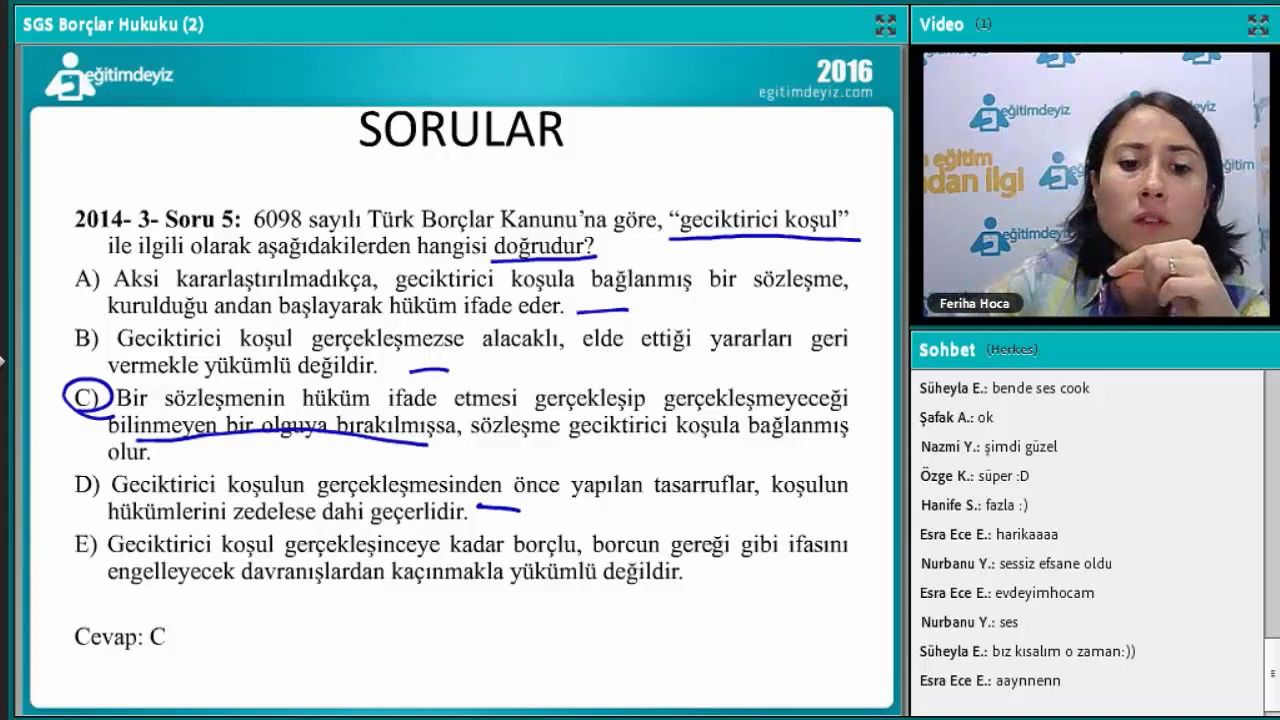 SGS Borçlar Hukuku (2)
eğitimdeyiz
2016
egitimdeyiz.com
SORULAR
2014- 3- Soru 5: 6098 sayılı Türk Borçlar Kanunu’na göre, “geciktirici koşul”
ile ilgili olarak aşağıdakilerden hangisi doğrudur?
A) Aksi kararlaştırılmadıkça, geciktirici koşula bağlanmış bir sözleşme,
kurulduğu andan başlayarak hüküm ifade eder.
B) Geciktirici koşul gerçekleşmezse alacaklı, elde ettiği yararları geri
vermekle yükümlü değildir.
C) Bir sözleşmenin hüküm ifade etmesi gerçekleşip gerçekleşmeyeceği
bilinmeyen bir olguya bırakılmışsa, sözleşme geciktirici koşula bağlanmış
olur.
D) Geciktirici koşulun gerçekleşmesinden önce yapılan tasarruflar, koşulun
hükümlerini zedelese dahi geçerlidir.
E) Geciktirici koşul gerçekleşinceye kadar borçlu, borcun gereği gibi ifasını
engelleyecek davranışlardan kaçınmakla yükümlü değildir.
Cevap: C
Video (1)
eğitimdeyiz
eğitim
dan ilgi
eğitim
eğitimdeyiz
Feriha Hoca
Sohbet (Herkes)
Süheyla E.: bende ses cook
Şafak A.: ok
Nazmi Y.: şimdi güzel
Özge K.: süper :D
Hanife S.: fazla :)
Esra Ece E.: harikaaaa
Nurbanu Y.: sessiz efsane oldu
Esra Ece E.: evdeyimhocam
Nurbanu Y.: ses
Süheyla E.: bız kısalım o zaman:))
Esra Ece E.: aaynnenn